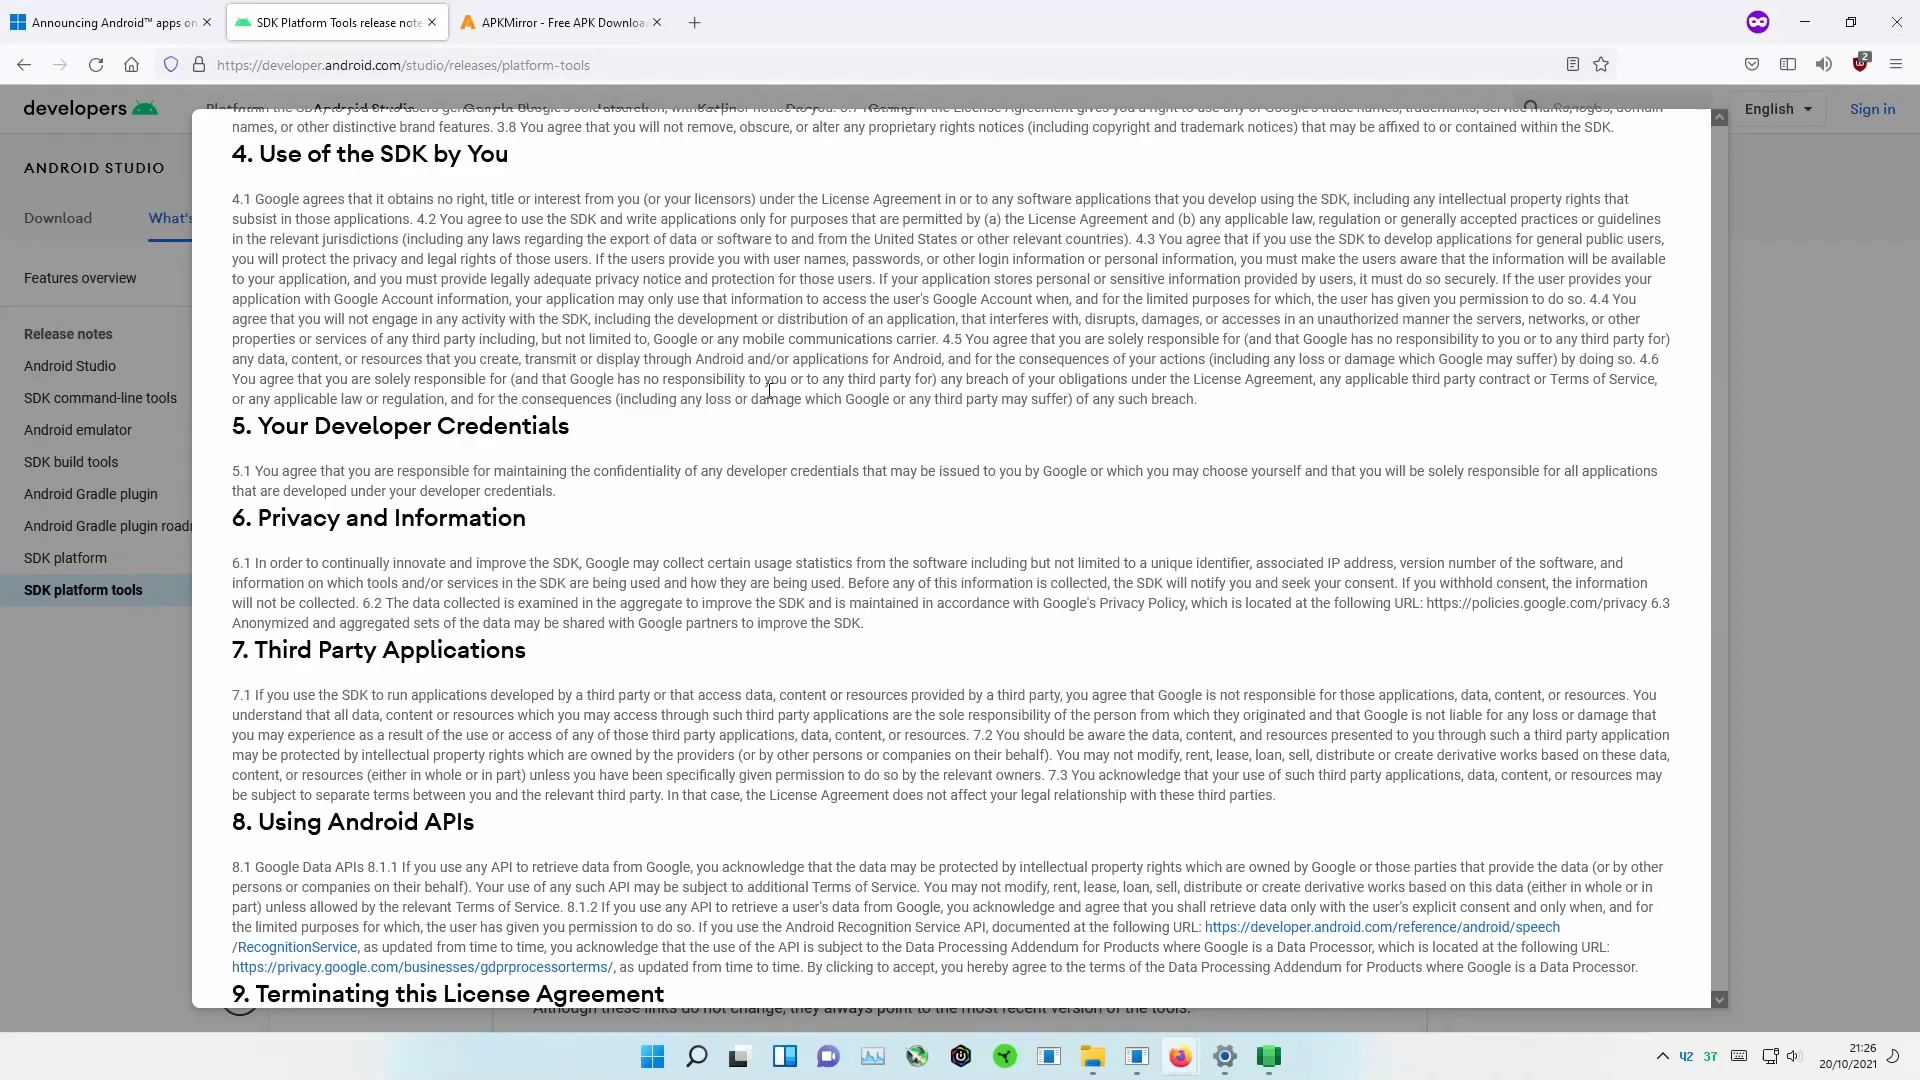 Announcing Android™ apps on
SDK Platform Tools release note
APKMirror - Free APK Downloa
https://developer.android.com/studio/releases/platform-tools
2
developers
English
Sign in
names, or other distinctive brand features. 3.8 You agree that you will not remove, obscure, or alter any proprietary rights notices (including copyright and trademark notices) that may be affixed to or contained within the SDK.
ANDROID STUDIO
Download
What's
Features overview
Release notes
Android Studio
SDK command-line tools
Android emulator
SDK build tools
Android Gradle plugin
Android Gradle plugin road
SDK platform
SDK platform tools
4. Use of the SDK by You
4.1 Google agrees that it obtains no right, title or interest from you (or your licensors) under the License Agreement in or to any software applications that you develop using the SDK, including any intellectual property rights that
subsist in those applications. 4.2 You agree to use the SDK and write applications only for purposes that are permitted by (a) the License Agreement and (b) any applicable law, regulation or generally accepted practices or guidelines
in the relevant jurisdictions (including any laws regarding the export of data or software to and from the United States or other relevant countries). 4.3 You agree that if you use the SDK to develop applications for general public users,
you will protect the privacy and legal rights of those users. If the users provide you with user names, passwords, or other login information or personal information, you must make the users aware that the information will be available
to your application, and you must provide legally adequate privacy notice and protection for those users. If your application stores personal or sensitive information provided by users, it must do so securely. If the user provides your
application with Google Account information, your application may only use that information to access the user's Google Account when, and for the limited purposes for which, the user has given you permission to do so. 4.4 You
agree that you will not engage in any activity with the SDK, including the development or distribution of an application, that interferes with, disrupts, damages, or accesses in an unauthorized manner the servers, networks, or other
properties or services of any third party including, but not limited to, Google or any mobile communications carrier. 4.5 You agree that you are solely responsible for (and that Google has no responsibility to you or to any third party for)
any data, content, or resources that you create, transmit or display through Android and/or applications for Android, and for the consequences of your actions (including any loss or damage which Google may suffer) by doing so. 4.6
You agree that you are solely responsible for (and that Google has no responsibility to you or to any third party for) any breach of your obligations under the License Agreement, any applicable third party contract or Terms of Service,
or any applicable law or regulation, and for the consequences (including any loss or damage which Google or any third party may suffer) of any such breach.
5. Your Developer Credentials
5.1 You agree that you are responsible for maintaining the confidentiality of any developer credentials that may be issued to you by Google or which you may choose yourself and that you will be solely responsible for all applications
that are developed under your developer credentials.
6. Privacy and Information
6.1 In order to continually innovate and improve the SDK, Google may collect certain usage statistics from the software including but not limited to a unique identifier, associated IP address, version number of the software, and
information on which tools and/or services in the SDK are being used and how they are being used. Before any of this information is collected, the SDK will notify you and seek your consent. If you withhold consent, the information
will not be collected. 6.2 The data collected is examined in the aggregate to improve the SDK and is maintained in accordance with Google's Privacy Policy, which is located at the following URL: https://policies.google.com/privacy 6.3
Anonymized and aggregated sets of the data may be shared with Google partners to improve the SDK.
7. Third Party Applications
7.1 If you use the SDK to run applications developed by a third party or that access data, content or resources provided by a third party, you agree that Google is not responsible for those applications, data, content, or resources. You
understand that all data, content or resources which you may access through such third party applications are the sole responsibility of the person from which they originated and that Google is not liable for any loss or damage that
you may experience as a result of the use or access of any of those third party applications, data, content, or resources. 7.2 You should be aware the data, content, and resources presented to you through such a third party application
may be protected by intellectual property rights which are owned by the providers (or by other persons or companies on their behalf). You may not modify, rent, lease, loan, sell, distribute or create derivative works based on these data,
content, or resources (either in whole or in part) unless you have been specifically given permission to do so by the relevant owners. 7.3 You acknowledge that your use of such third party applications, data, content, or resources may
be subject to separate terms between you and the relevant third party. In that case, the License Agreement does not affect your legal relationship with these third parties.
8. Using Android APIs
8.1 Google Data APIs 8.1.1 If you use any API to retrieve data from Google, you acknowledge that the data may be protected by intellectual property rights which are owned by Google or those parties that provide the data (or by other
persons or companies on their behalf). Your use of any such API may be subject to additional Terms of Service. You may not modify, rent, lease, loan, sell, distribute or create derivative works based on this data (either in whole or in
part) unless allowed by the relevant Terms of Service. 8.1.2 If you use any API to retrieve a user's data from Google, you acknowledge and agree that you shall retrieve data only with the user's explicit consent and only when, and for
the limited purposes for which, the user has given you permission to do so. If you use the Android Recognition Service API, documented at the following URL: https://developer.android.com/reference/android/speech
/RecognitionService, as updated from time to time, you acknowledge that the use of the API is subject to the Data Processing Addendum for Products where Google is a Data Processor, which is located at the following URL:
https://privacy.google.com/businesses/gdprprocessorterms/, as updated from time to time. By clicking to accept, you hereby agree to the terms of the Data Processing Addendum for Products where Google is a Data Processor.
9. Terminating this License Agreement
Although these links do not change, they always point to the most recent version of the tools.
42 37
21:26
20/10/2021